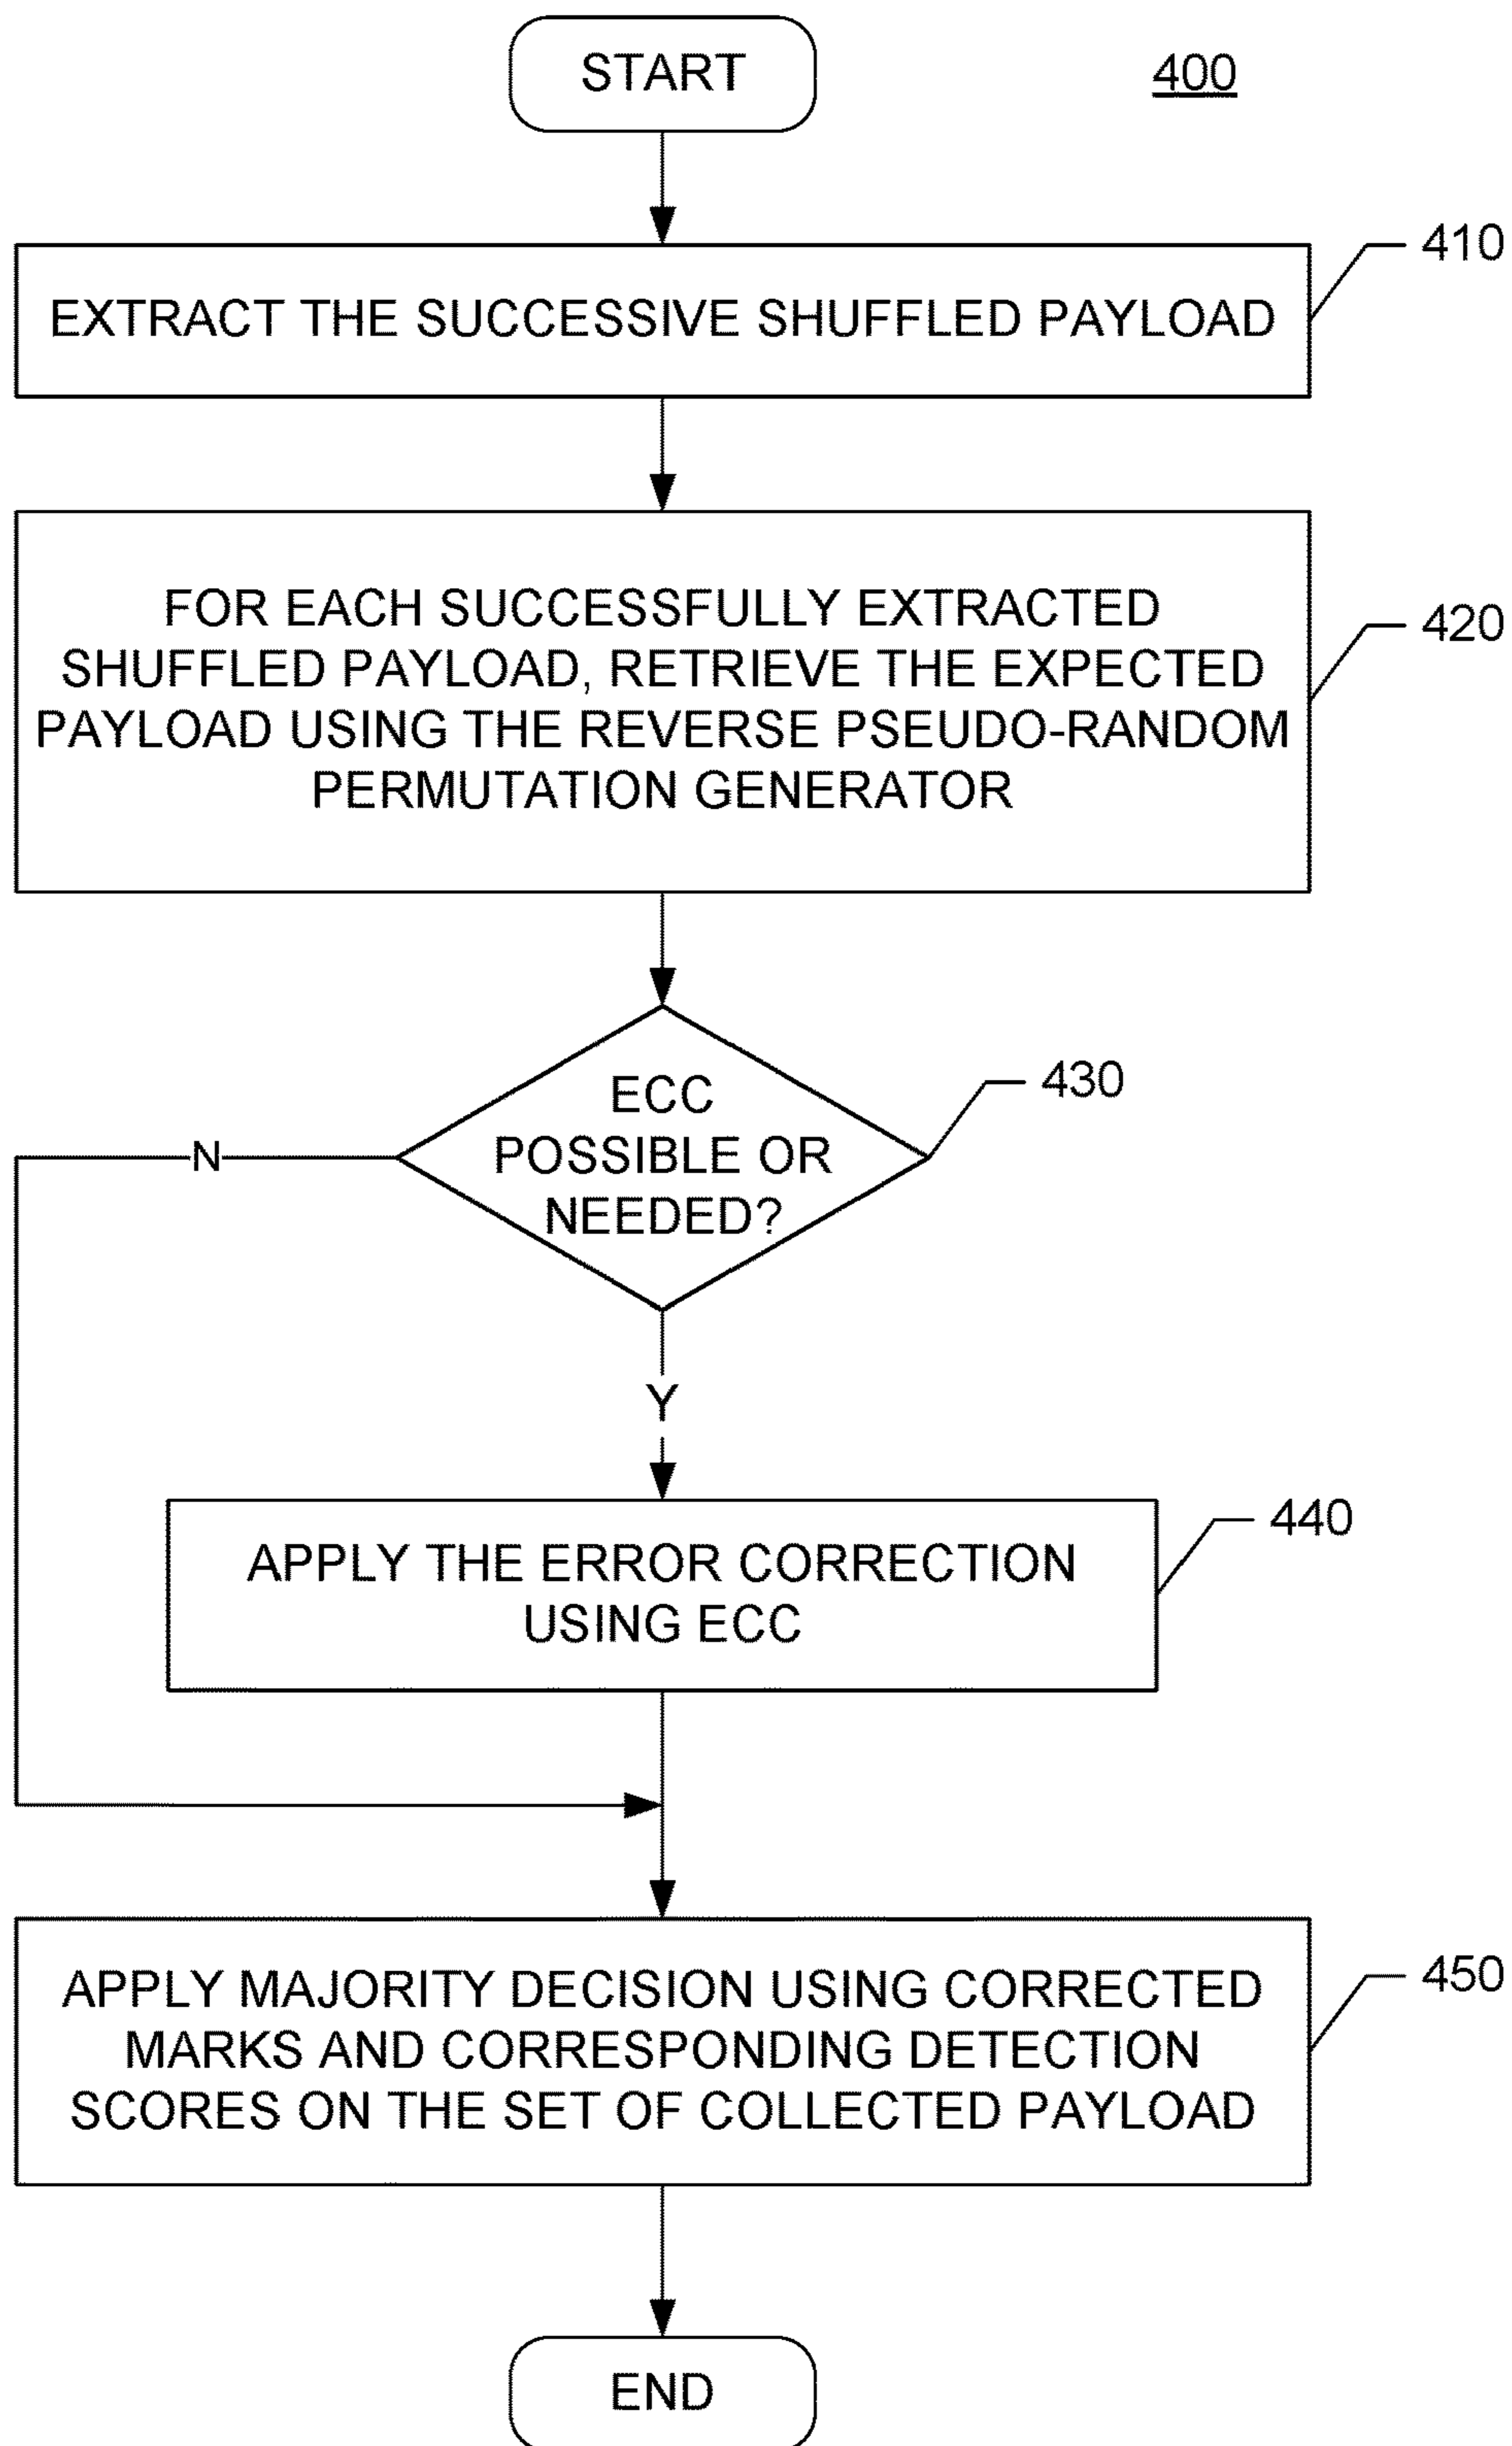 START
400
410
EXTRACT THE SUCCESSIVE SHUFFLED PAYLOAD
FOR EACH SUCCESSFULLY EXTRACTED
SHUFFLED PAYLOAD, RETRIEVE THE EXPECTED
PAYLOAD USING THE REVERSE PSEUDO-RANDOM
PERMUTATION GENERATOR
420
ECC
POSSIBLE OR
NEEDED?
430
N
Y
APPLY THE ERROR CORRECTION
USING ECC
440
APPLY MAJORITY DECISION USING CORRECTED
MARKS AND CORRESPONDING DETECTION
SCORES ON THE SET OF COLLECTED PAYLOAD
450
END